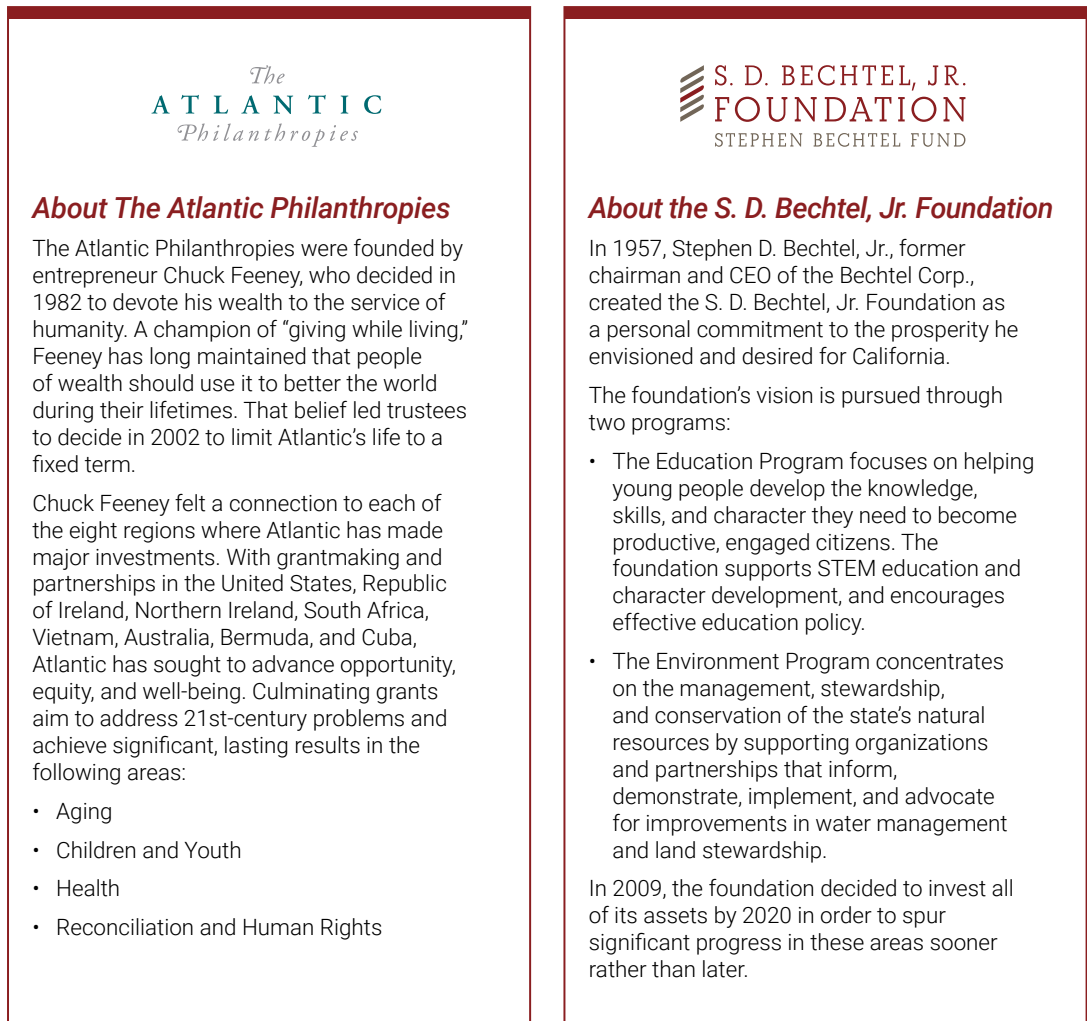 The
ATLANTIC
Philanthropies
About The Atlantic Philanthropies
The Atlantic Philanthropies were founded by
entrepreneur Chuck Feeney, who decided in
1982 to devote his wealth to the service of
humanity. A champion of “giving while living,”
Feeney has long maintained that people
of wealth should use it to better the world
during their lifetimes. That belief led trustees
to decide in 2002 to limit Atlantic’s life to a
fixed term.
Chuck Feeney felt a connection to each of
the eight regions where Atlantic has made
major investments. With grantmaking and
partnerships in the United States, Republic
of Ireland, Northern Ireland, South Africa,
Vietnam, Australia, Bermuda, and Cuba,
Atlantic has sought to advance opportunity,
equity, and well-being. Culminating grants
aim to address 21st-century problems and
achieve significant, lasting results in the
following areas:
• Aging
• Children and Youth
• Health
• Reconciliation and Human Rights
S. D. BECHTEL, JR.
FOUNDATION
STEPHEN BECHTEL FUND
About the S. D. Bechtel, Jr. Foundation
In 1957, Stephen D. Bechtel, Jr., former
chairman and CEO of the Bechtel Corp.,
created the S. D. Bechtel, Jr. Foundation as
a personal commitment to the prosperity he
envisioned and desired for California.
The foundation’s vision is pursued through
two programs:
• The Education Program focuses on helping
young people develop the knowledge,
skills, and character they need to become
productive, engaged citizens. The
foundation supports STEM education and
character development, and encourages
effective education policy.
• The Environment Program concentrates
on the management, stewardship,
and conservation of the state’s natural
resources by supporting organizations
and partnerships that inform,
demonstrate, implement, and advocate
for improvements in water management
and land stewardship.
In 2009, the foundation decided to invest all
of its assets by 2020 in order to spur
significant progress in these areas sooner
rather than later.